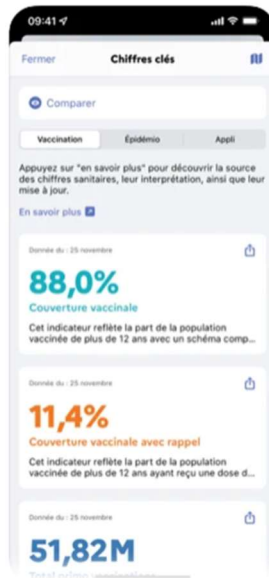 09:41
Fermer
Chiffres clés
Comparer
Vaccination
Épidémio
Appli
Appuyez sur "en savoir plus" pour découvrir la source
des chiffres sanitaires, leur interprétation, ainsi que leur
mise à jour.
En savoir plus
Donnée du : 25 novembre
88,0%
Couverture vaccinale
Cet indicateur reflète la part de la population
vaccinée de plus de 12 ans avec un schéma comp...
Donnée du : 25 novembre
11,4%
Couverture vaccinale avec rappel
Cet indicateur reflète la part de la population
vaccinée de plus de 12 ans ayant reçu une dose d...
Donnée du : 25 novembre
51,82M